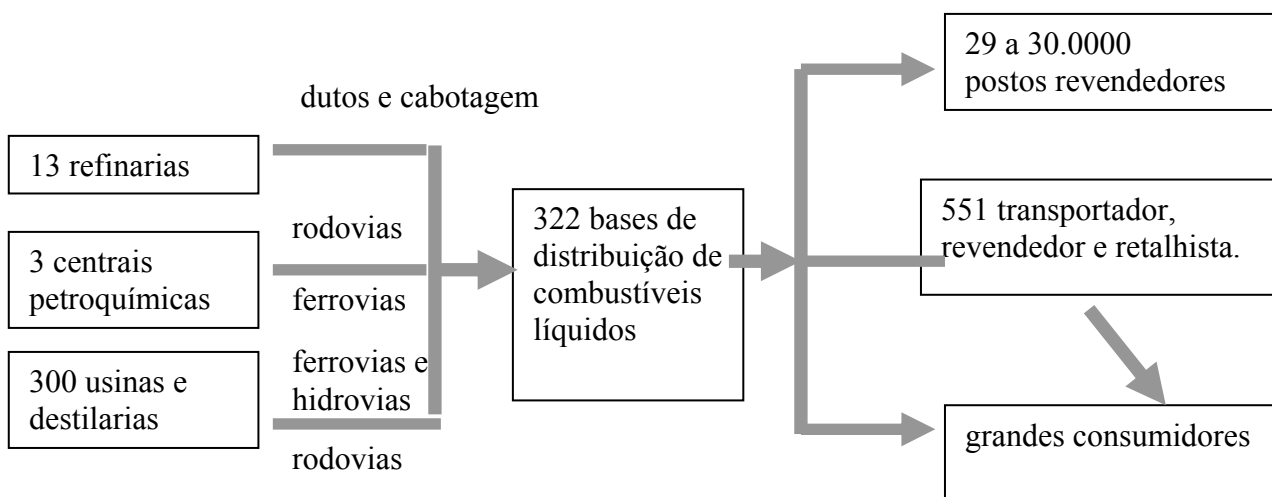 dutos e cabotagem
13 refinarias
rodovias
3 centrais
petroquímicas
ferrovias
300 usinas e
destilarias
ferrovias e
hidrovias
rodovias
322 bases de
distribuição de
combustíveis
líquidos
29 a 30.0000
postos revendedores
551 transportador,
revendedor e retalhista.
grandes consumidores